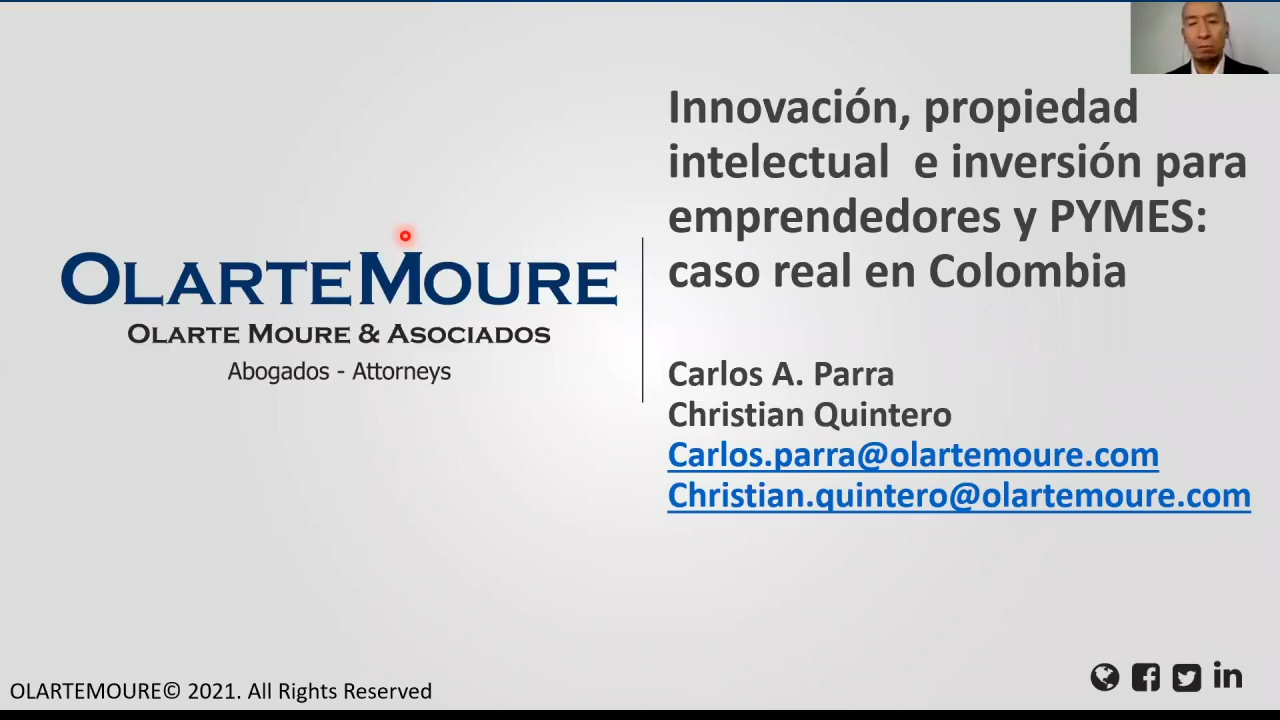 OLARTEMOURE
OLARTE MOURE & ASOCIADOS
Abogados - Attorneys
Innovación, propiedad
intelectual  e inversión para
emprendedores y PYMES:
caso real en Colombia
Carlos A. Parra
Christian Quintero
Carlos.parra@olartemoure.com
Christian.quintero@olartemoure.com
OLARTEMOURE© 2021. All Rights Reserved